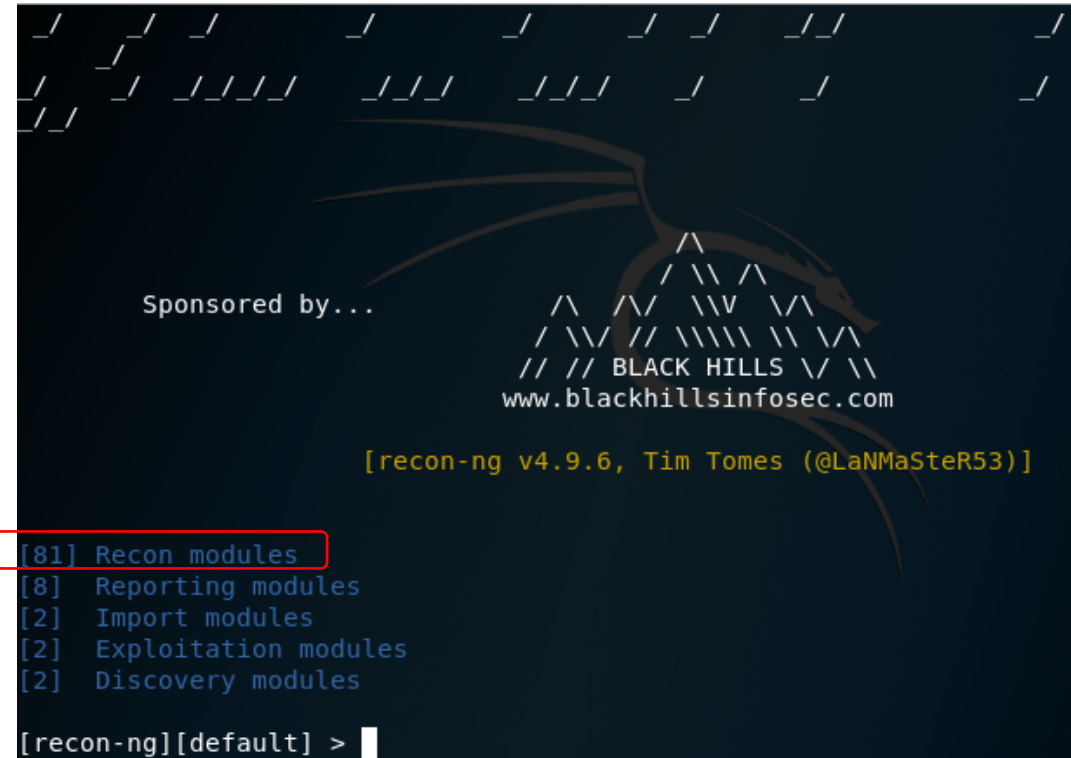 _/    _/ _/        _/        _/      _/ _/    _/_/            _/
     _/
_/    _/ _/_/_/_/    _/_/_/    _/_/_/    _/      _/            _/
_/_/
/\
/ \\ /\
Sponsored by...           /\  /\/  \\V  \/\
/ \\/ // \\\\\ \\ \/\
// // BLACK HILLS \/ \\
www.blackhillsinfosec.com
[recon-ng v4.9.6, Tim Tomes (@LaNMaSteR53)]
[81] Recon modules
[8]  Reporting modules
[2]  Import modules
[2]  Exploitation modules
[2]  Discovery modules
[recon-ng][default] >